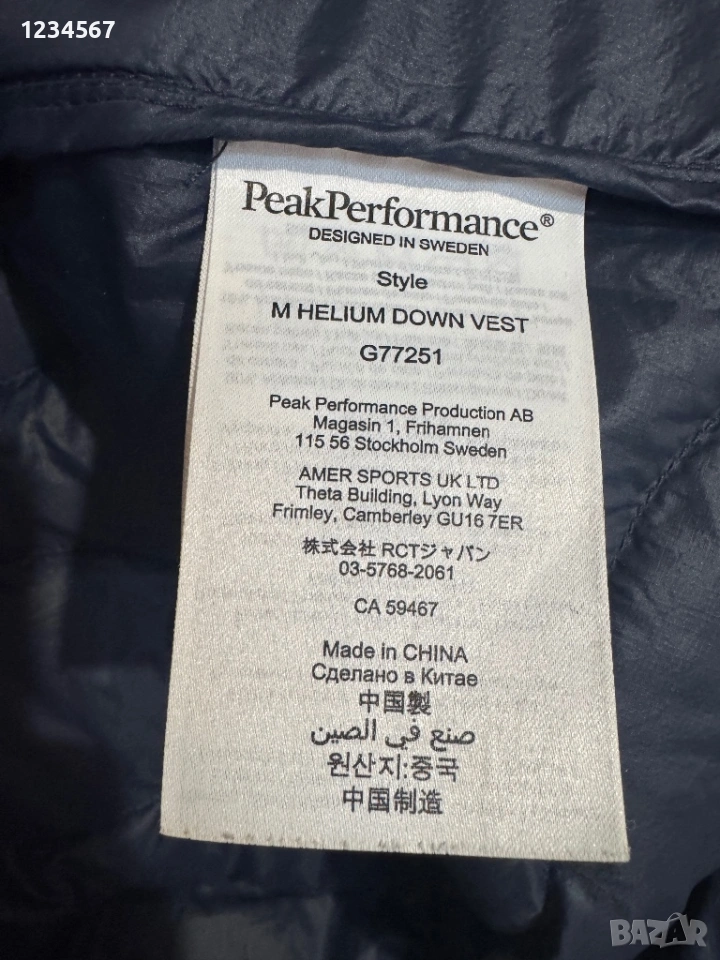 1234567
PeakPerformance®
DESIGNED IN SWEDEN
Style
M HELIUM DOWN VEST
G77251
Peak Performance Production AB
Magasin 1, Frihamnen
115 56 Stockholm Sweden
AMER SPORTS UK LTD
Theta Building, Lyon Way
Frimley, Camberley GU16 7ER
株式会社 RCTジャパン
03-5768-2061
CA 59467
Made in CHINA
Сделано в Китае
中国製
صنع في الصين
원산지:중국
中国制造
BAZAR